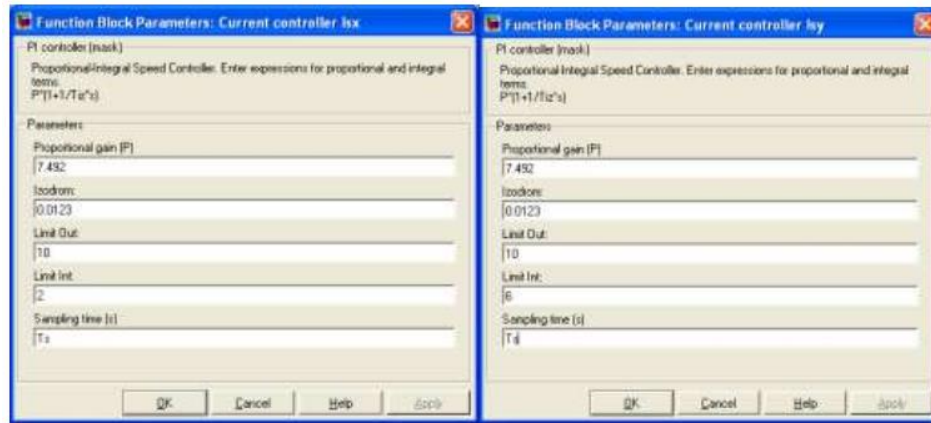 Function Block Parameters: Current controller Isx
PI controller (mask)
Proportional-Integral Speed Controller. Enter expressions for proportional and integral
terms.
P*(1+1/Tiz*s)
Parameters
Proportional gain (P)
7.492
Izodrom:
0.0123
Limit Out:
10
Limit Int:
2
Sampling time (s)
Ts
OK
Cancel
Help
Apply
Function Block Parameters: Current controller Isy
PI controller (mask)
Proportional-Integral Speed Controller. Enter expressions for proportional and integral
terms.
P*(1+1/Tiz*s)
Parameters
Proportional gain (P)
7.492
Izodrom:
0.0123
Limit Out:
10
Limit Int:
6
Sampling time (s)
Ts
OK
Cancel
Help
Apply